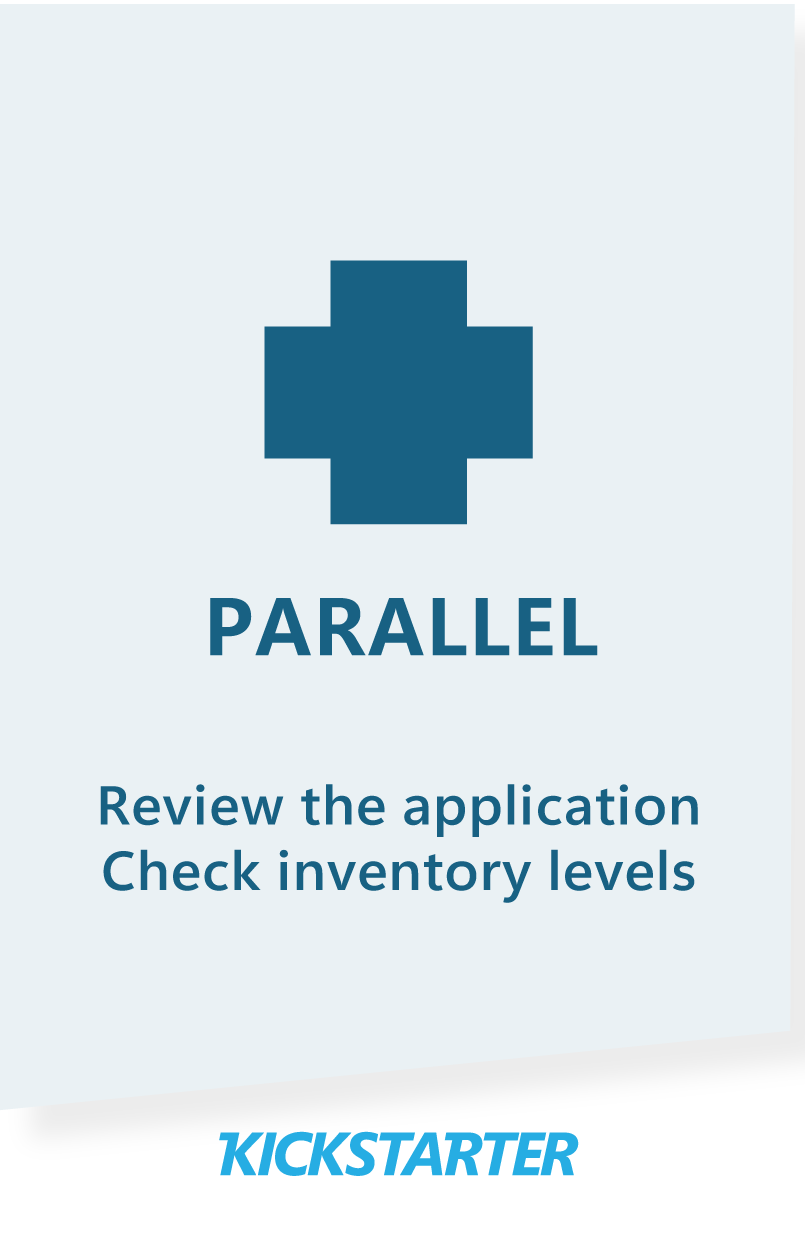 PARALLEL
Review the application
Check inventory levels
KICKSTARTER